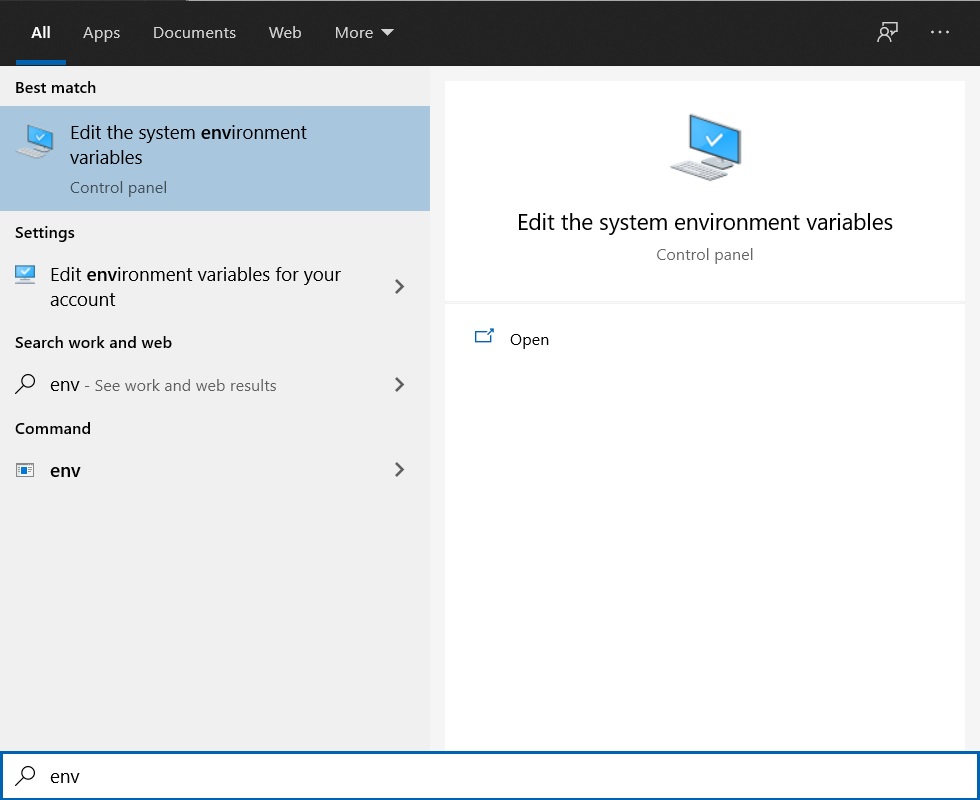 All Apps Documents Web More
Best match
Edit the system environment
variables
Control panel
Settings
Edit environment variables for your
account
Search work and web
env - See work and web results
Command
env
Edit the system environment variables
Control panel
Open
env